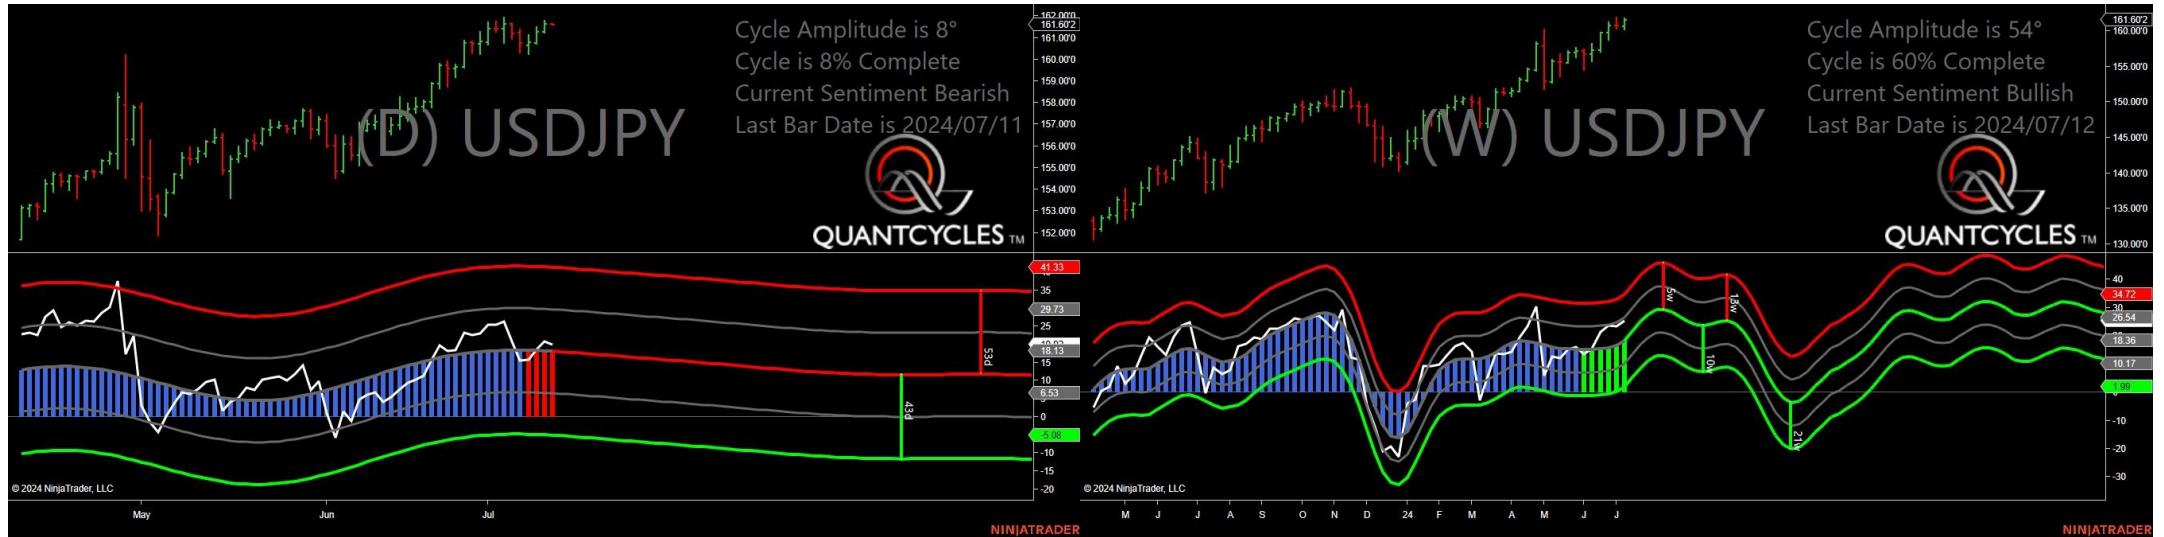 Cycle Amplitude is 8°
Cycle is 8% Complete
Current Sentiment Bearish
Last Bar Date is 2024/07/11
(D) USDJPY
QUANTCYCLES TM
162.00'0
161.60'2
161.00'0
160.00'0
159.00'0
158.00'0
157.00'0
156.00'0
155.00'0
154.00'0
153.00'0
152.00'0
41.33
35
29.73
25
18.13
15
10
6.53
0
-5.08
-10
-15
-20
53d
43d
© 2024 NinjaTrader, LLC
May
Jun
Jul
NINJATRADER
Cycle Amplitude is 54°
Cycle is 60% Complete
Current Sentiment Bullish
Last Bar Date is 2024/07/12
(W) USDJPY
QUANTCYCLES TM
161.60'2
160.00'0
155.00'0
150.00'0
145.00'0
140.00'0
135.00'0
130.00'0
40
34.72
30
26.54
18.36
10.17
1.99
-10
-20
-30
5w
13w
10w
21w
© 2024 NinjaTrader, LLC
M J J A S O N D 24 F M A M J J
NINJATRADER